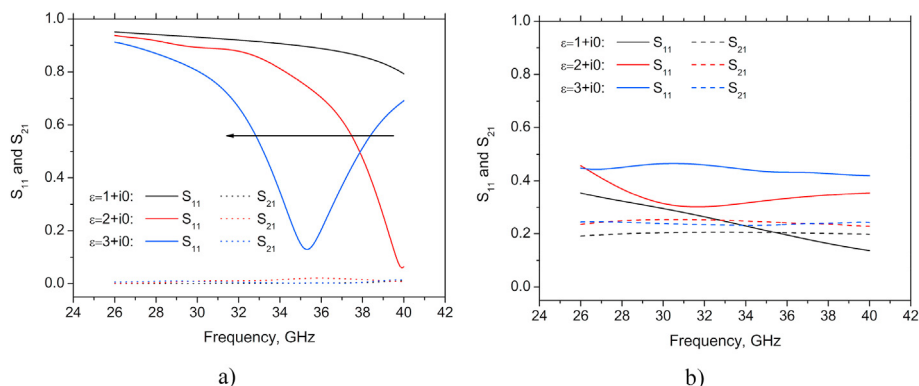 a)
1.0
0.8
0.6
0.4
0.2
0.0
S11 and S21
ε=1+i0: S11 S21
ε=2+i0: S11 S21
ε=3+i0: S11 S21
24 26 28 30 32 34 36 38 40 42
Frequency, GHz
a)
b)
1.0
0.8
0.6
0.4
0.2
0.0
S11 and S21
ε=1+i0: S11 S21
ε=2+i0: S11 S21
ε=3+i0: S11 S21
24 26 28 30 32 34 36 38 40 42
Frequency, GHz
b)